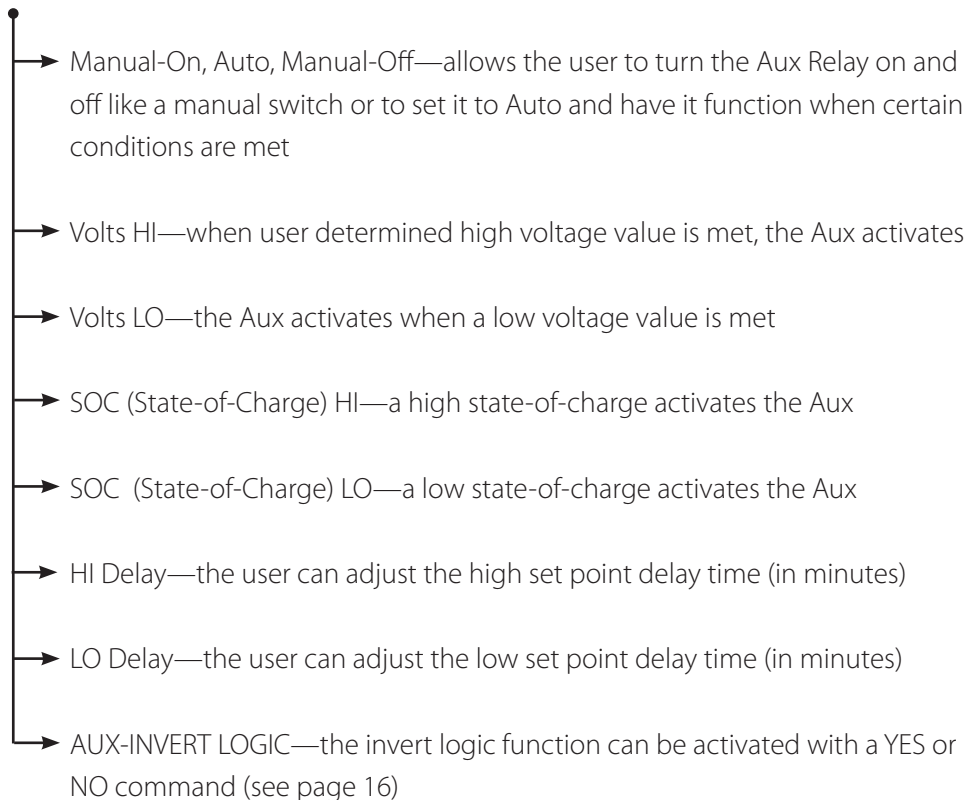 Manual-On, Auto, Manual-Off—allows the user to turn the Aux Relay on and
off like a manual switch or to set it to Auto and have it function when certain
conditions are met
Volts HI—when user determined high voltage value is met, the Aux activates
Volts LO—the Aux activates when a low voltage value is met
SOC (State-of-Charge) HI—a high state-of-charge activates the Aux
SOC  (State-of-Charge) LO—a low state-of-charge activates the Aux
HI Delay—the user can adjust the high set point delay time (in minutes)
LO Delay—the user can adjust the low set point delay time (in minutes)
AUX-INVERT LOGIC—the invert logic function can be activated with a YES or
NO command (see page 16)